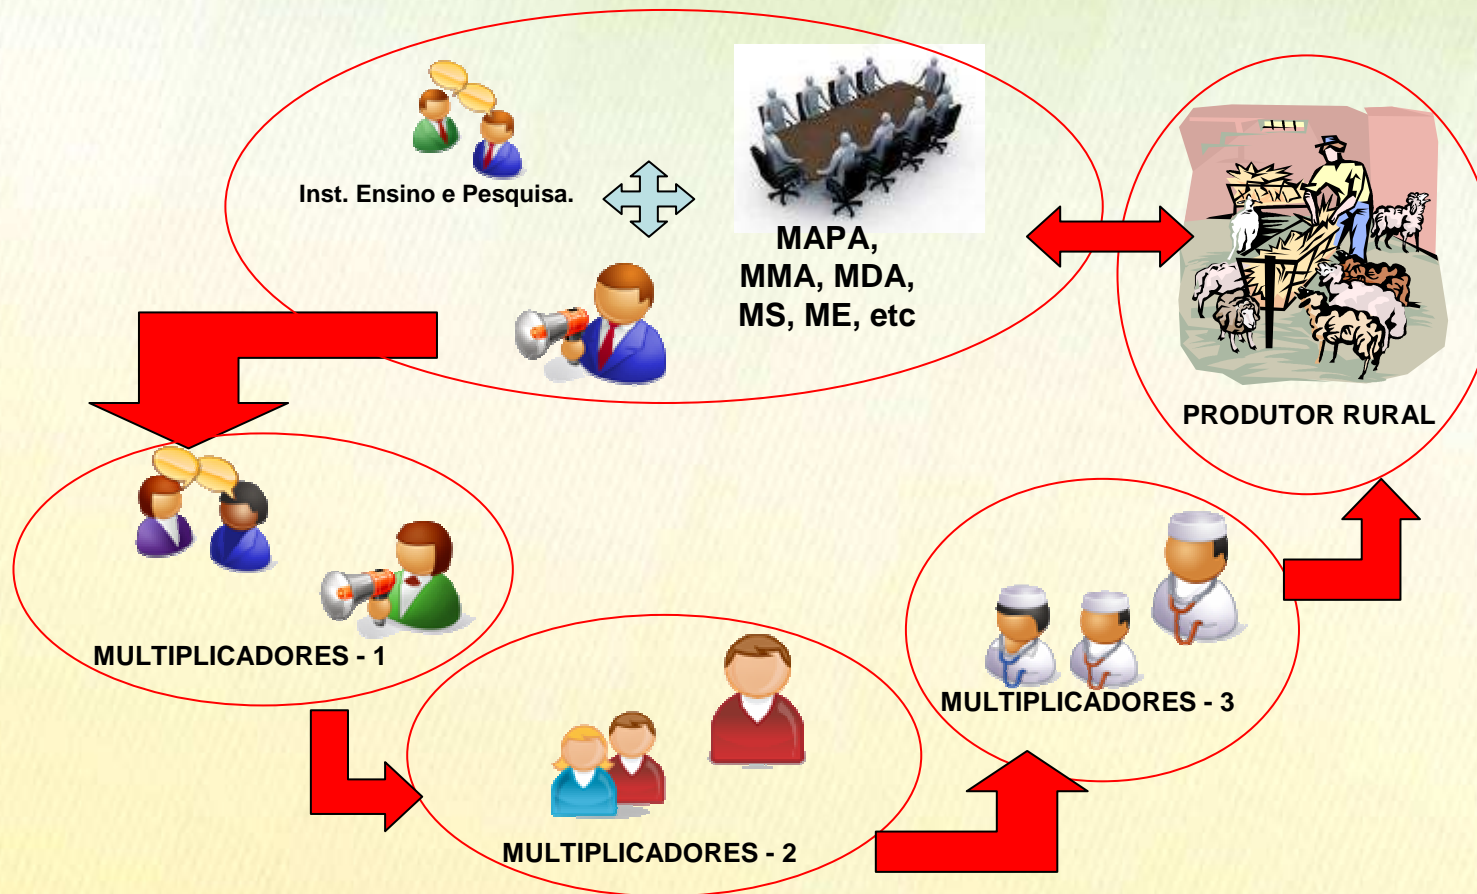 Inst. Ensino e Pesquisa.
MAPA,
MMA, MDA,
MS, ME, etc
PRODUTOR RURAL
MULTIPLICADORES - 1
MULTIPLICADORES - 3
MULTIPLICADORES - 2